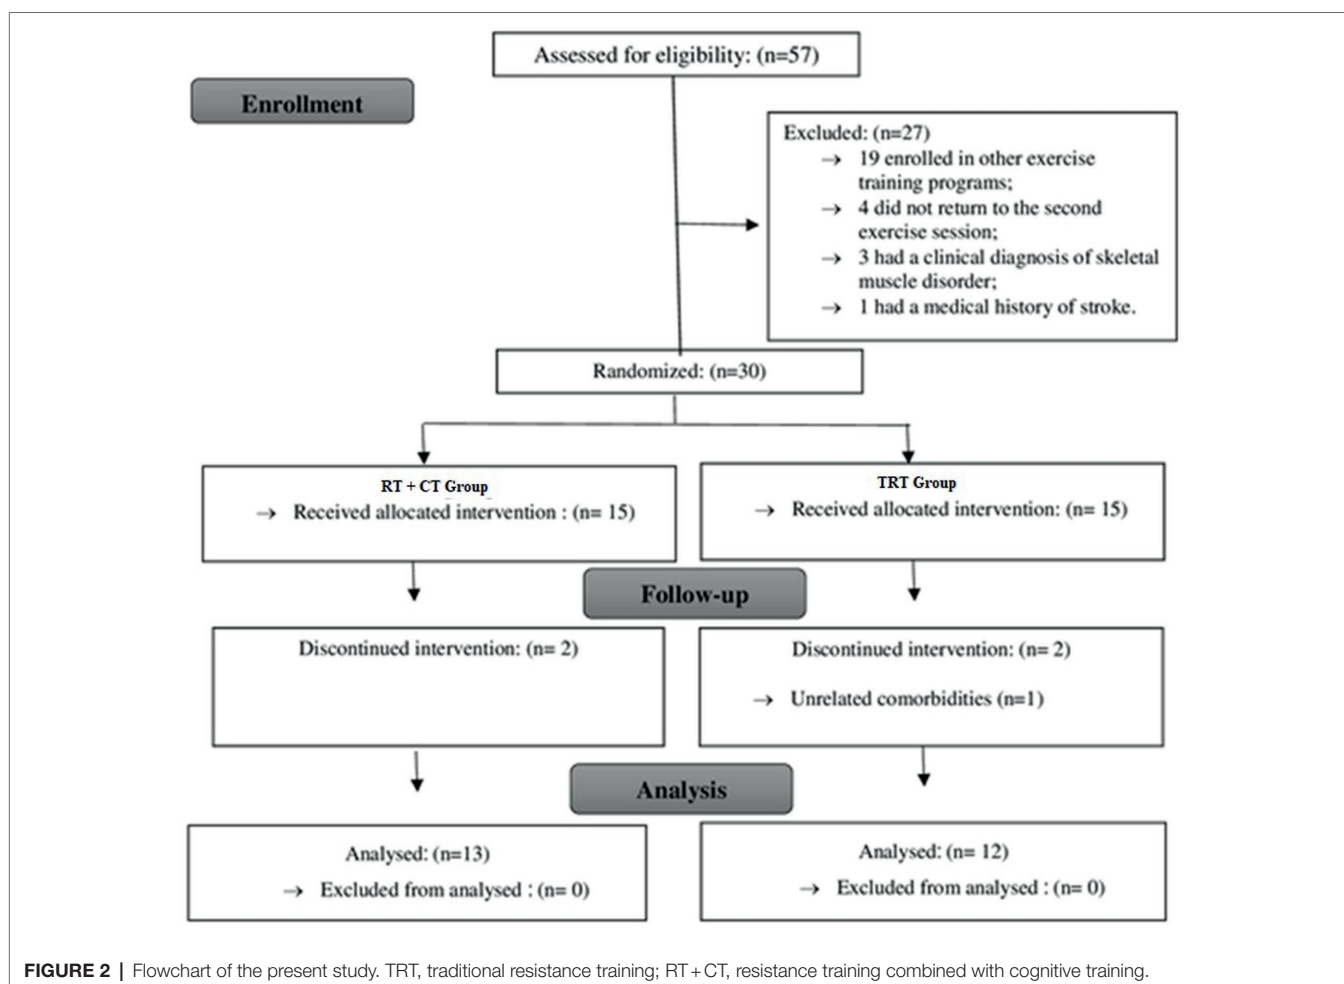 Assessed for eligibility: (n=57)
Enrollment
Excluded: (n=27)
→ 19 enrolled in other exercise
training programs;
→ 4 did not return to the second
exercise session;
→ 3 had a clinical diagnosis of skeletal
muscle disorder;
→ 1 had a medical history of stroke.
Randomized: (n=30)
RT + CT Group
→ Received allocated intervention : (n= 15)
TRT Group
→ Received allocated intervention: (n= 15)
Follow-up
Discontinued intervention: (n= 2)
Discontinued intervention: (n= 2)
→ Unrelated comorbidities (n=1)
Analysis
Analysed: (n=13)
→ Excluded from analysed : (n= 0)
Analysed: (n= 12)
→ Excluded from analysed : (n= 0)
FIGURE 2 | Flowchart of the present study. TRT, traditional resistance training; RT+CT, resistance training combined with cognitive training.